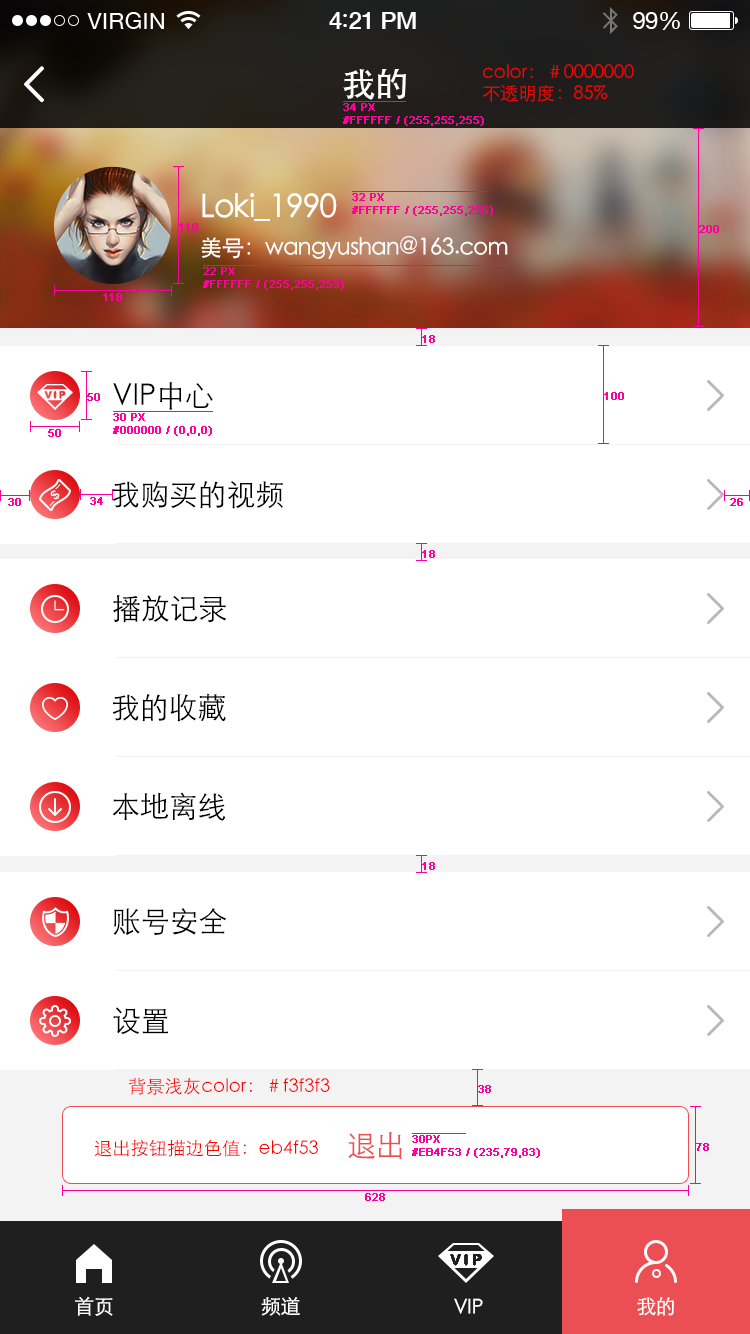 VIRGIN 4:21 PM 99%
我的
34 PX
#FFFFFF / (255,255,255)
color: #0000000
不透明度: 85%
Loki_1990
32 PX
#FFFFFF / (255,255,255)
美号: wangyushan@163.com
22 PX
#FFFFFF / (255,255,255)
118
200
18
VIP
50
50
VIP中心
30 PX
#000000 / (0,0,0)
100
30
34
我购买的视频
26
18
播放记录
我的收藏
本地离线
18
账号安全
设置
背景浅灰color: #f3f3f3
38
退出按钮描边色值: eb4f53
退出
30PX
#EB4F53 / (235,79,83)
78
628
首页
频道
VIP
VIP
我的